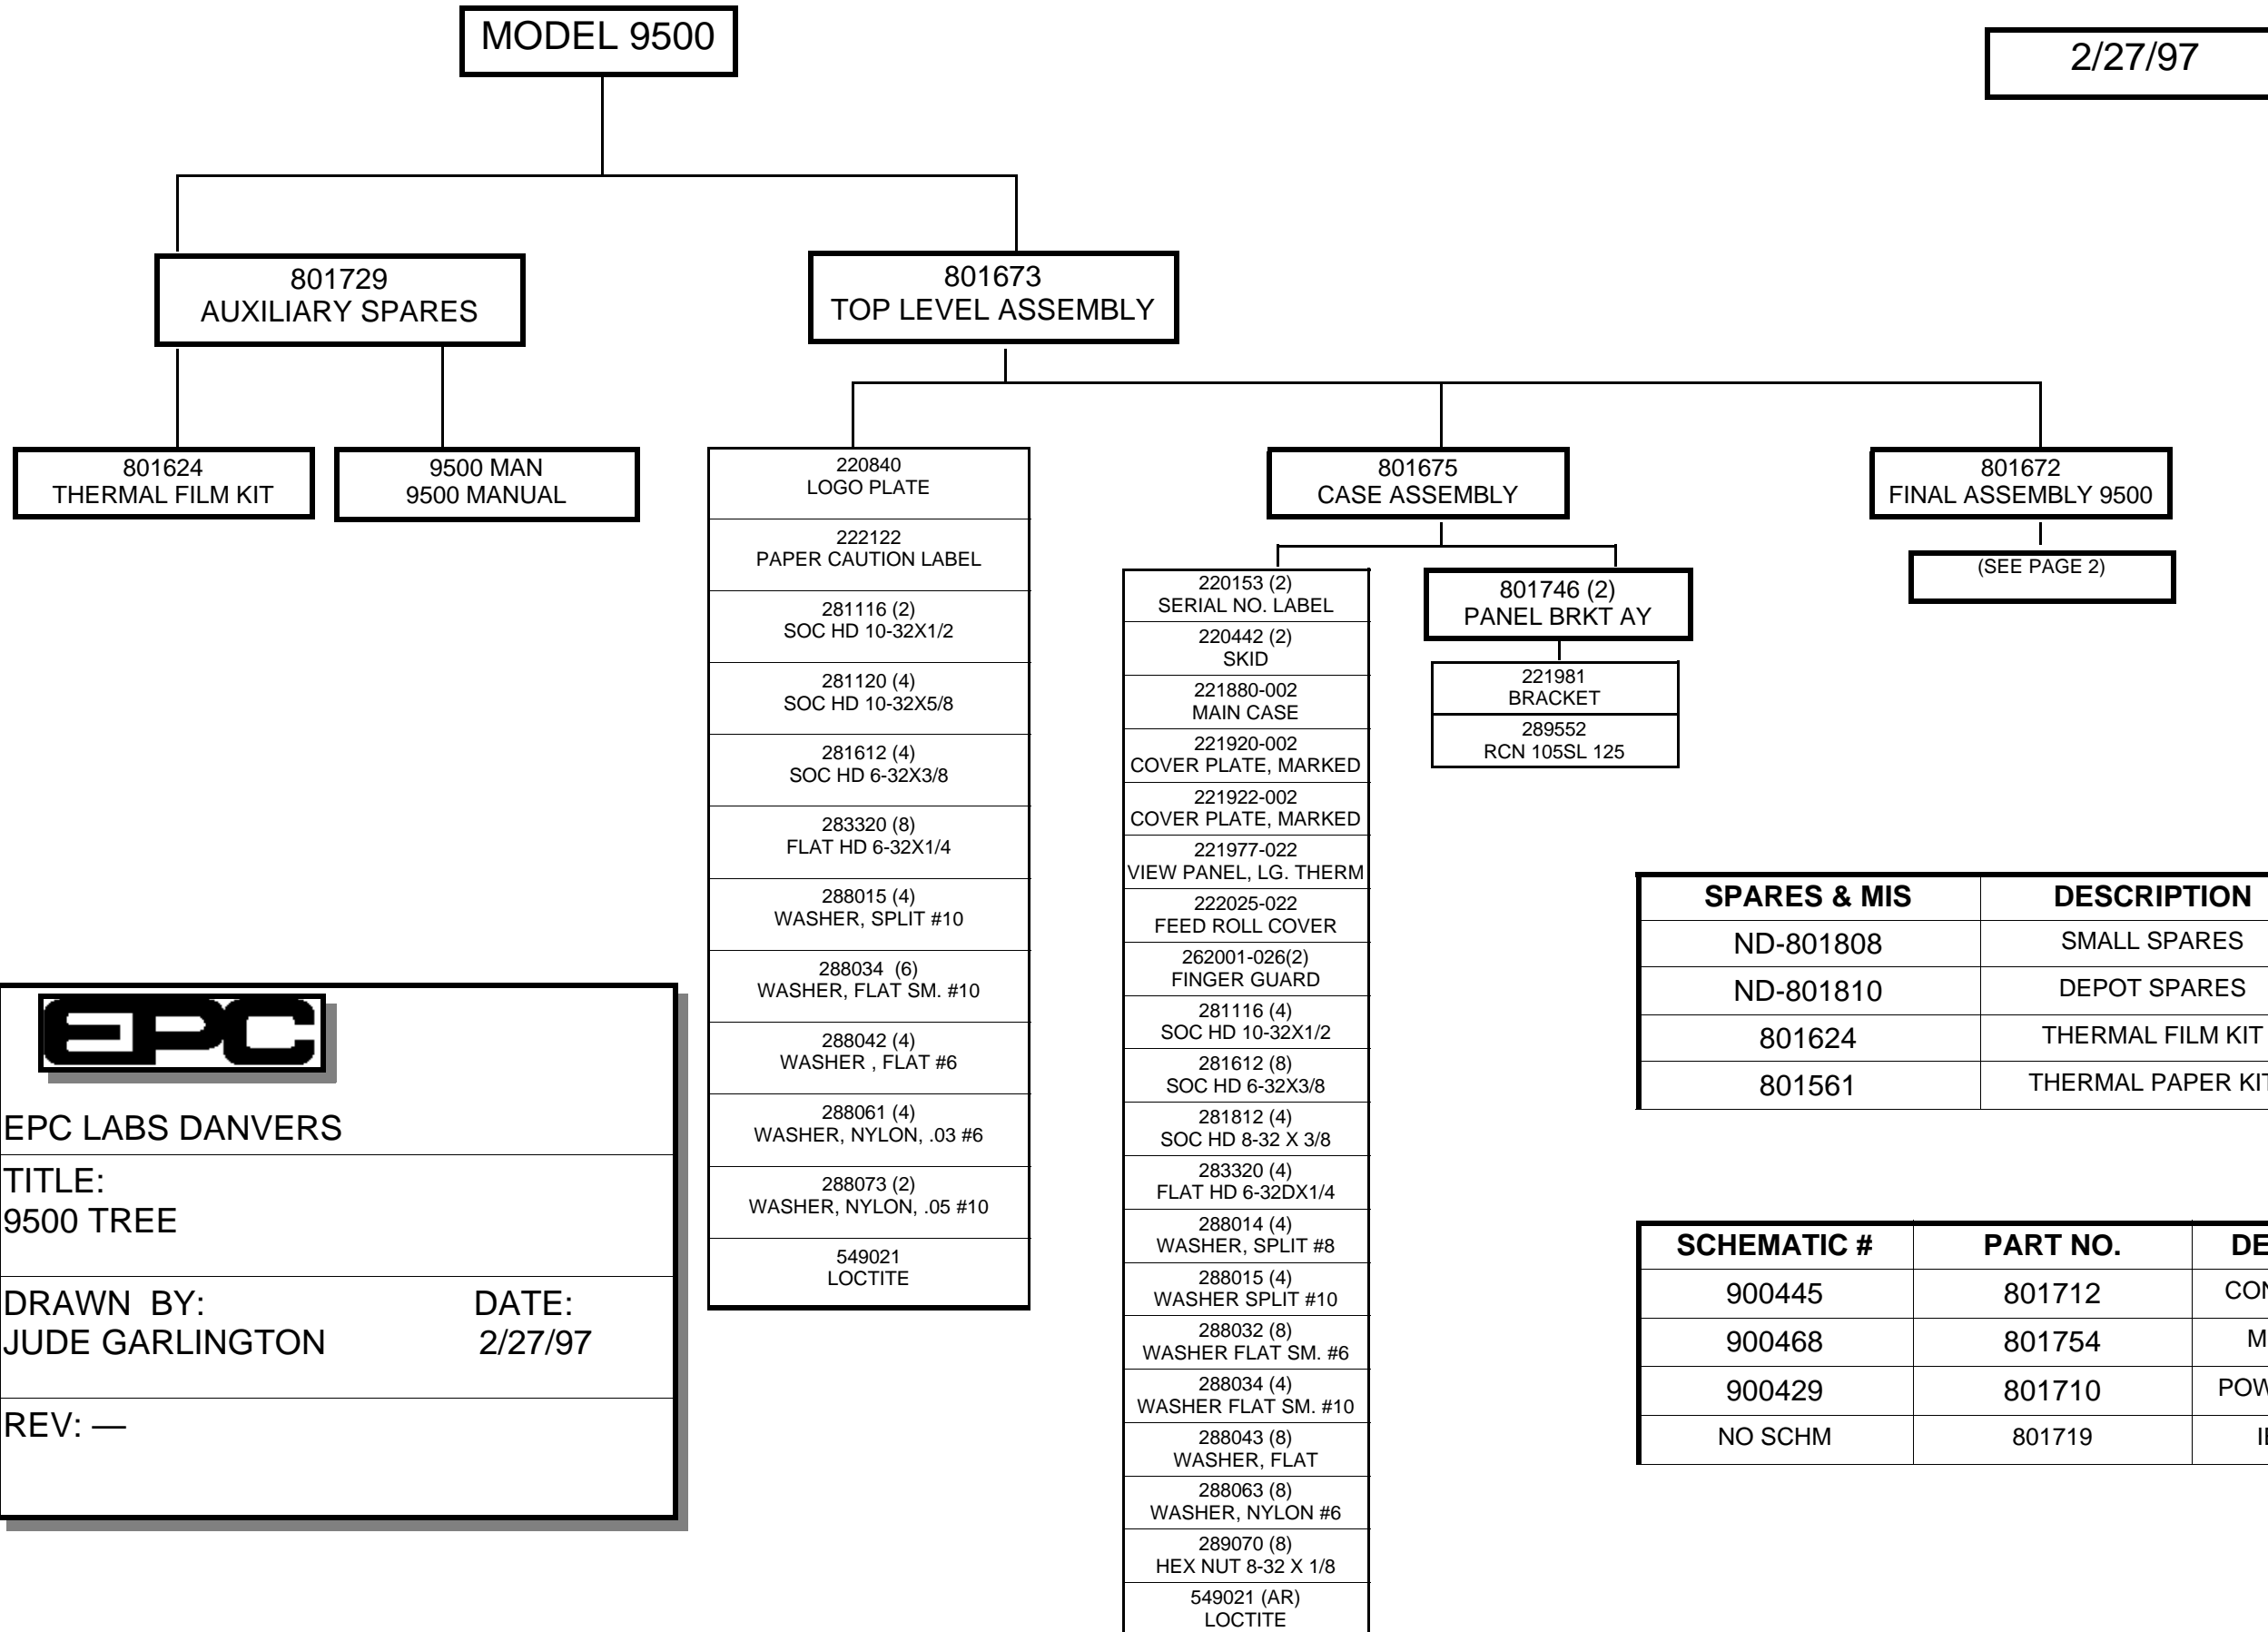 MODEL 9500
2/27/97
801729
AUXILIARY SPARES
801673
TOP LEVEL ASSEMBLY
801624
THERMAL FILM KIT
9500 MAN
9500 MANUAL
220840
LOGO PLATE
222122
PAPER CAUTION LABEL
281116 (2)
SOC HD 10-32X1/2
281120 (4)
SOC HD 10-32X5/8
281612 (4)
SOC HD 6-32X3/8
283320 (8)
FLAT HD 6-32X1/4
288015 (4)
WASHER, SPLIT #10
288034 (6)
WASHER, FLAT SM. #10
288042 (4)
WASHER , FLAT #6
288061 (4)
WASHER, NYLON, .03 #6
288073 (2)
WASHER, NYLON, .05 #10
549021
LOCTITE
801675
CASE ASSEMBLY
220153 (2)
SERIAL NO. LABEL
220442 (2)
SKID
221880-002
MAIN CASE
221920-002
COVER PLATE, MARKED
221922-002
COVER PLATE, MARKED
221977-022
VIEW PANEL, LG. THERM
222025-022
FEED ROLL COVER
262001-026(2)
FINGER GUARD
281116 (4)
SOC HD 10-32X1/2
281612 (8)
SOC HD 6-32X3/8
281812 (4)
SOC HD 8-32 X 3/8
283320 (4)
FLAT HD 6-32DX1/4
288014 (4)
WASHER, SPLIT #8
288015 (4)
WASHER SPLIT #10
288032 (8)
WASHER FLAT SM. #6
288034 (4)
WASHER FLAT SM. #10
288043 (8)
WASHER, FLAT
288063 (8)
WASHER, NYLON #6
289070 (8)
HEX NUT 8-32 X 1/8
549021 (AR)
LOCTITE
801746 (2)
PANEL BRKT AY
221981
BRACKET
289552
RCN 105SL 125
801672
FINAL ASSEMBLY 9500
(SEE PAGE 2)
SPARES & MIS DESCRIPTION
ND-801808 SMALL SPARES
ND-801810 DEPOT SPARES
801624 THERMAL FILM KIT
801561 THERMAL PAPER KIT
SCHEMATIC # PART NO. DE
900445 801712 CON
900468 801754 M
900429 801710 POW
NO SCHM 801719
EPC
EPC LABS DANVERS
TITLE:
9500 TREE
DRAWN BY: DATE:
JUDE GARLINGTON 2/27/97
REV: —